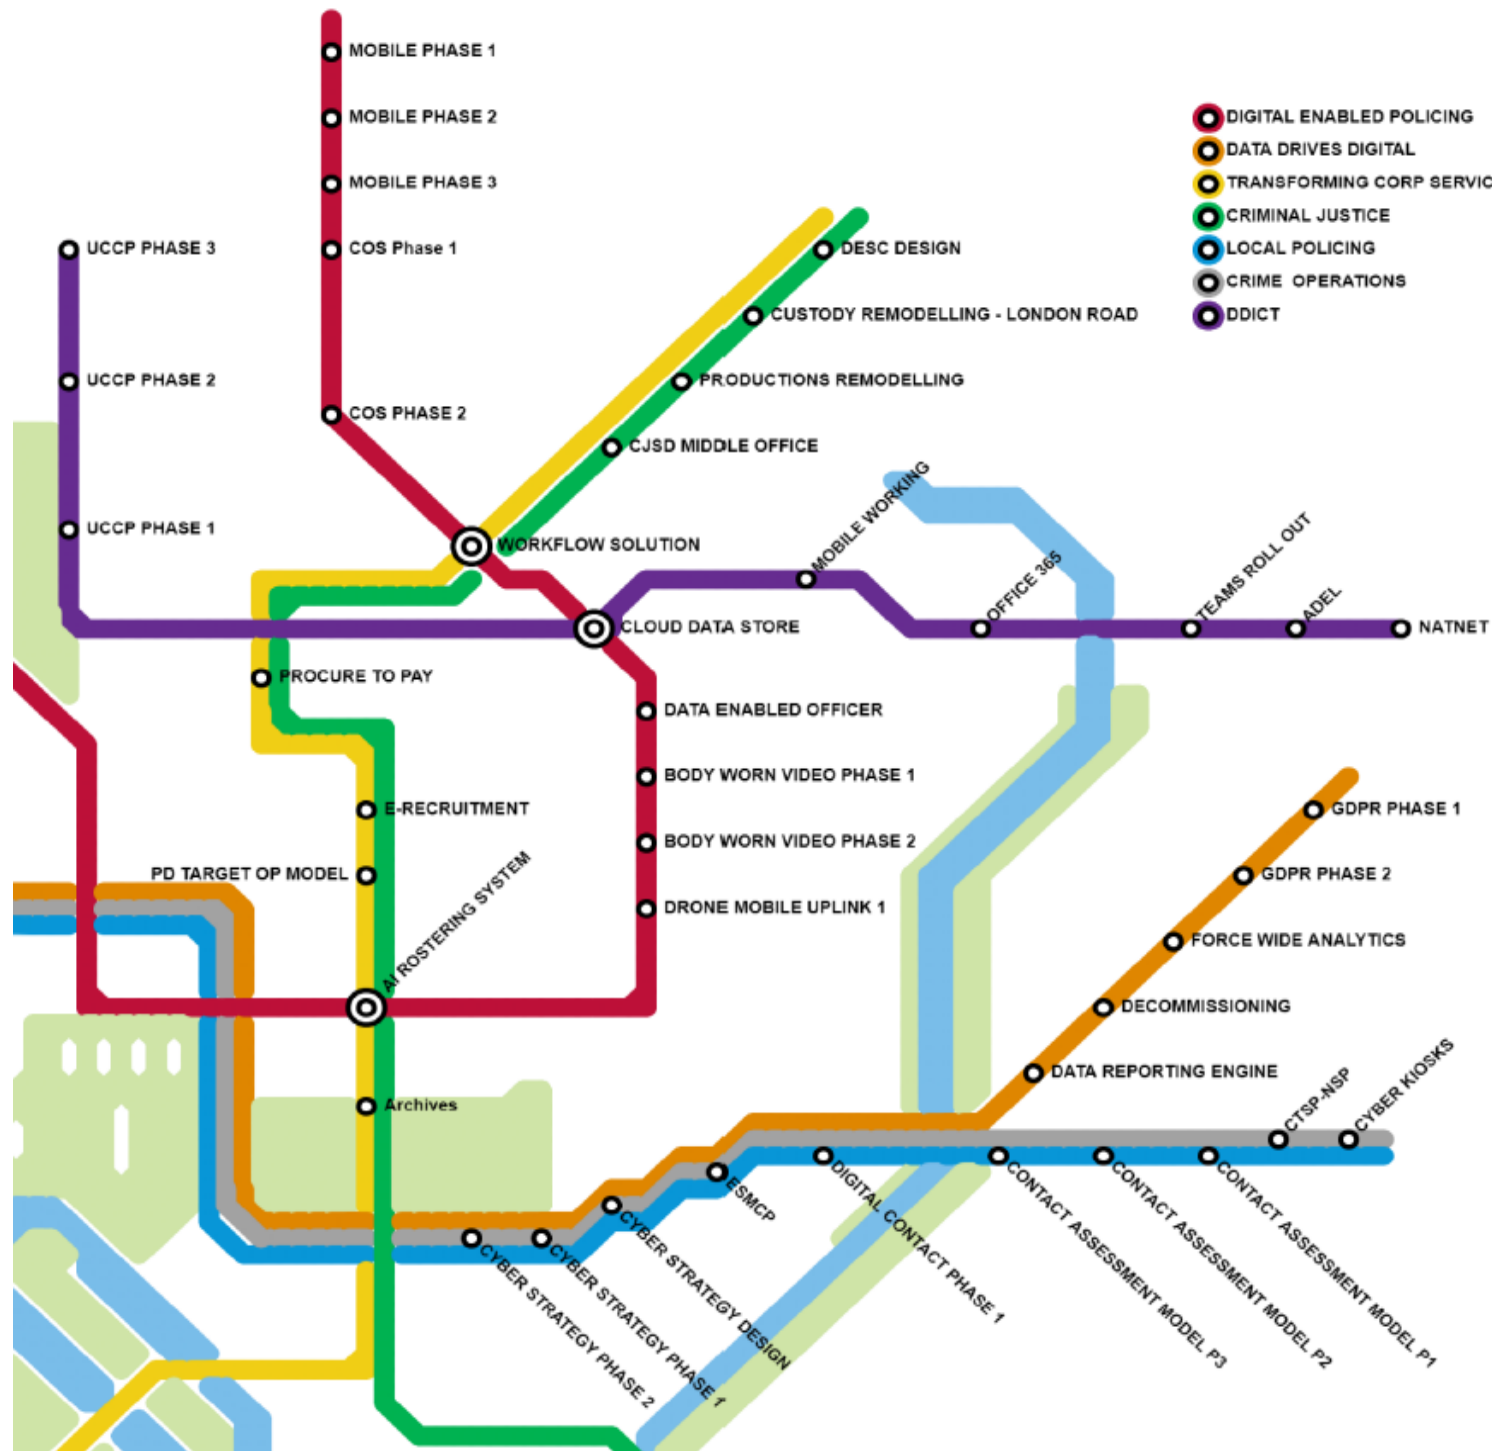 MOBILE PHASE 1
MOBILE PHASE 2
MOBILE PHASE 3
COS Phase 1
COS PHASE 2
UCCP PHASE 3
UCCP PHASE 2
UCCP PHASE 1
DIGITAL ENABLED POLICING
DATA DRIVES DIGITAL
TRANSFORMING CORP SERVIC
CRIMINAL JUSTICE
LOCAL POLICING
CRIME OPERATIONS
DDICT
DESC DESIGN
CUSTODY REMODELLING - LONDON ROAD
PRODUCTIONS REMODELLING
CJSD MIDDLE OFFICE
WORKFLOW SOLUTION
CLOUD DATA STORE
MOBILE WORKING
OFFICE 365
TEAMS ROLL OUT
ADEL
NATNET
PROCURE TO PAY
E-RECRUITMENT
PD TARGET OP MODEL
AI ROSTERING SYSTEM
Archives
DATA ENABLED OFFICER
BODY WORN VIDEO PHASE 1
BODY WORN VIDEO PHASE 2
DRONE MOBILE UPLINK 1
GDPR PHASE 1
GDPR PHASE 2
FORCE WIDE ANALYTICS
DECOMMISSIONING
DATA REPORTING ENGINE
CTSP-NSP
CYBER KIOSKS
CYBER STRATEGY PHASE 2
CYBER STRATEGY PHASE 1
CYBER STRATEGY DESIGN
ESMCP
DIGITAL CONTACT PHASE 1
CONTACT ASSESSMENT MODEL P3
CONTACT ASSESSMENT MODEL P2
CONTACT ASSESSMENT MODEL P1